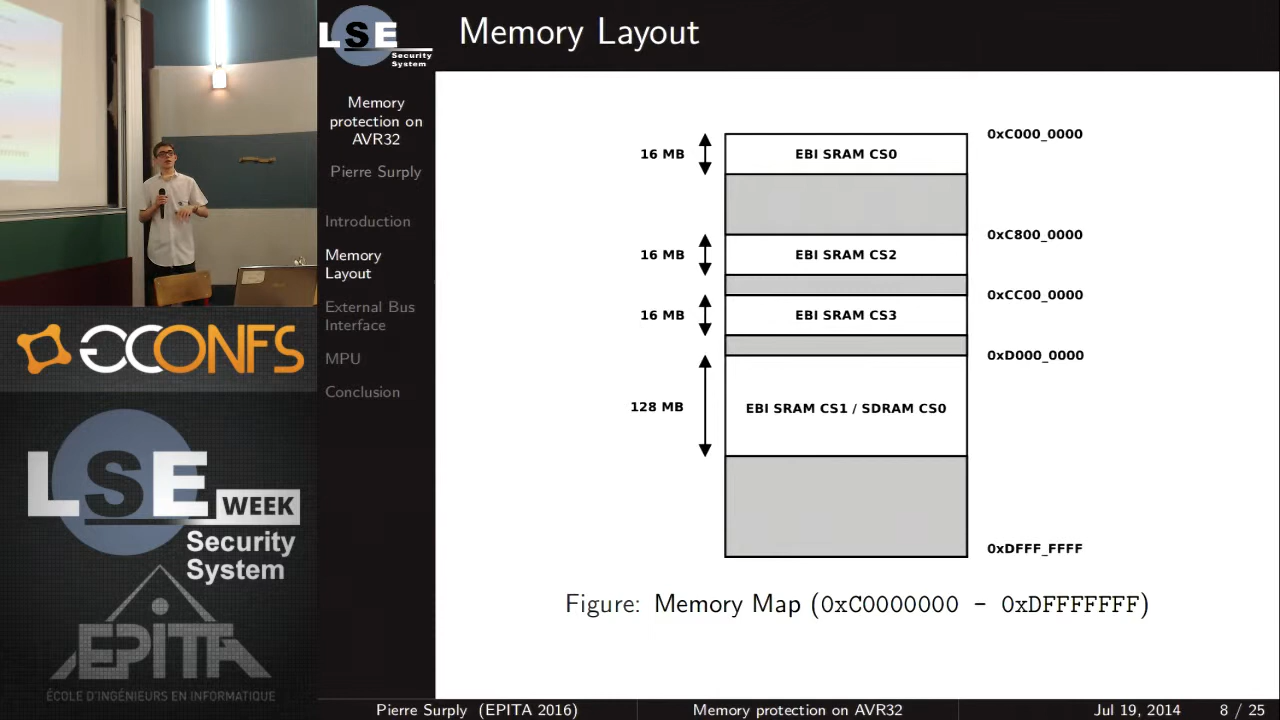 LSE
Security
System
Memory Layout
Memory
protection on
AVR32
Pierre Surply
Introduction
Memory
Layout
External Bus
Interface
MPU
Conclusion
16 MB
EBI SRAM CS0
0xC000_0000
0xC800_0000
16 MB
EBI SRAM CS2
0xCC00_0000
16 MB
EBI SRAM CS3
0xD000_0000
128 MB
EBI SRAM CS1 / SDRAM CS0
0xDFFF_FFFF
Figure: Memory Map (0xC0000000 - 0xDFFFFFFF)
CONFS
LSE WEEK
Security
System
EPITA
ÉCOLE D'INGÉNIEURS EN INFORMATIQUE
Pierre Surply (EPITA 2016)
Memory protection on AVR32
Jul 19, 2014
8 / 25